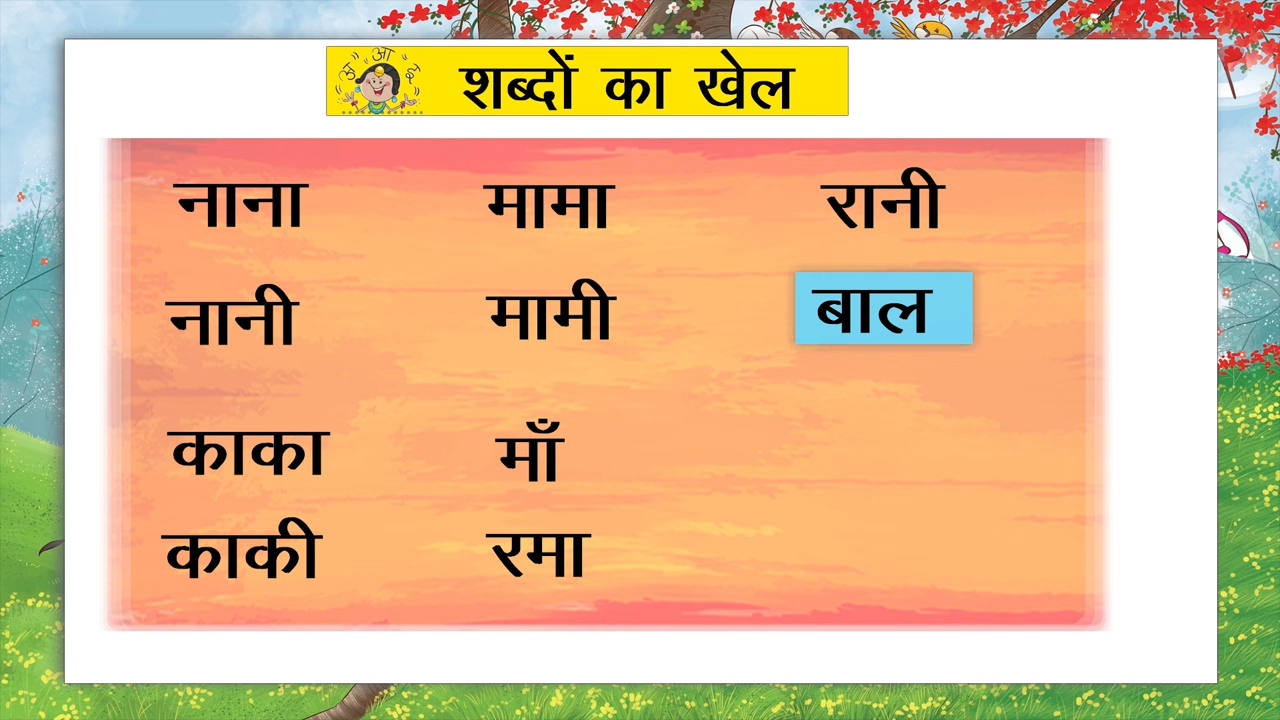 शब्दों का खेल
नाना मामा रानी
नानी मामी बाल
काका माँ
काकी रमा